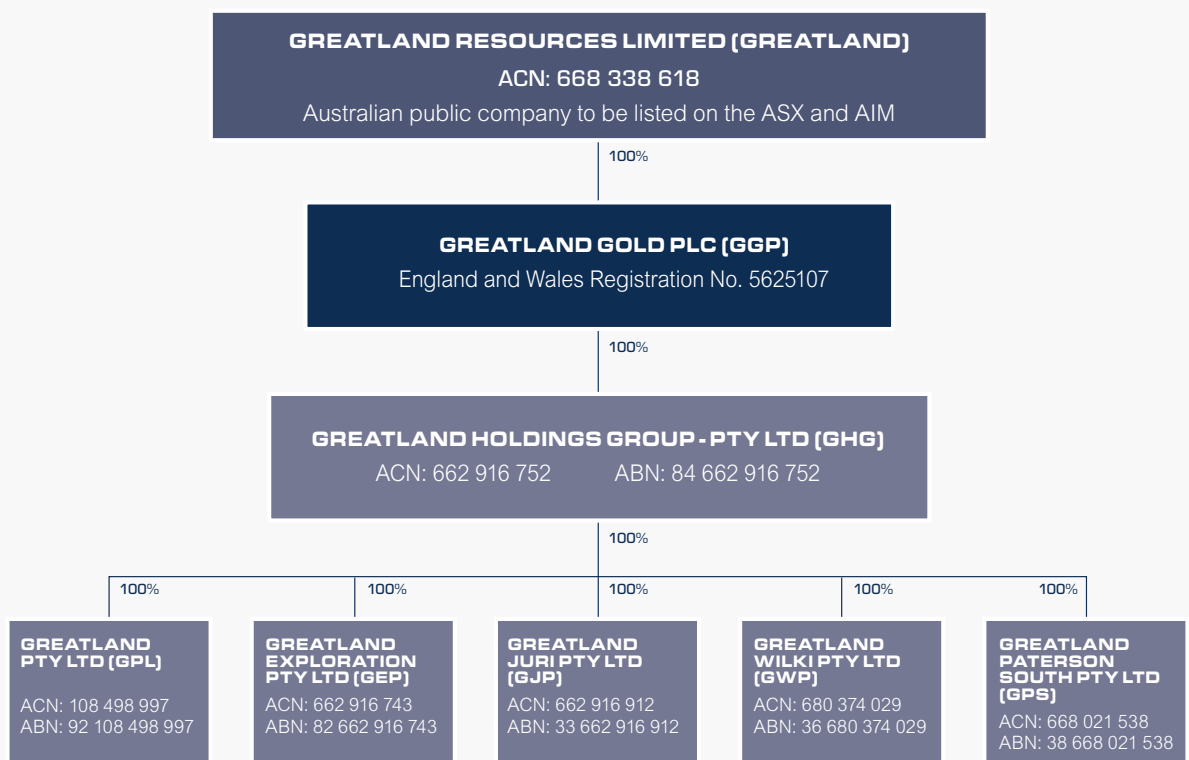 GREATLAND RESOURCES LIMITED (GREATLAND)
ACN: 668 338 618
Australian public company to be listed on the ASX and AIM
100%
GREATLAND GOLD PLC (GGP)
England and Wales Registration No. 5625107
100%
GREATLAND HOLDINGS GROUP - PTY LTD (GHG)
ACN: 662 916 752 ABN: 84 662 916 752
100%
100% 100% 100% 100% 100%
GREATLAND
PTY LTD (GPL)
ACN: 108 498 997
ABN: 92 108 498 997
GREATLAND
EXPLORATION
PTY LTD (GEP)
ACN: 662 916 743
ABN: 82 662 916 743
GREATLAND
JURI PTY LTD
(GJP)
ACN: 662 916 912
ABN: 33 662 916 912
GREATLAND
WILKI PTY LTD
(GWP)
ACN: 680 374 029
ABN: 36 680 374 029
GREATLAND
PATERSON
SOUTH PTY LTD
(GPS)
ACN: 668 021 538
ABN: 38 668 021 538